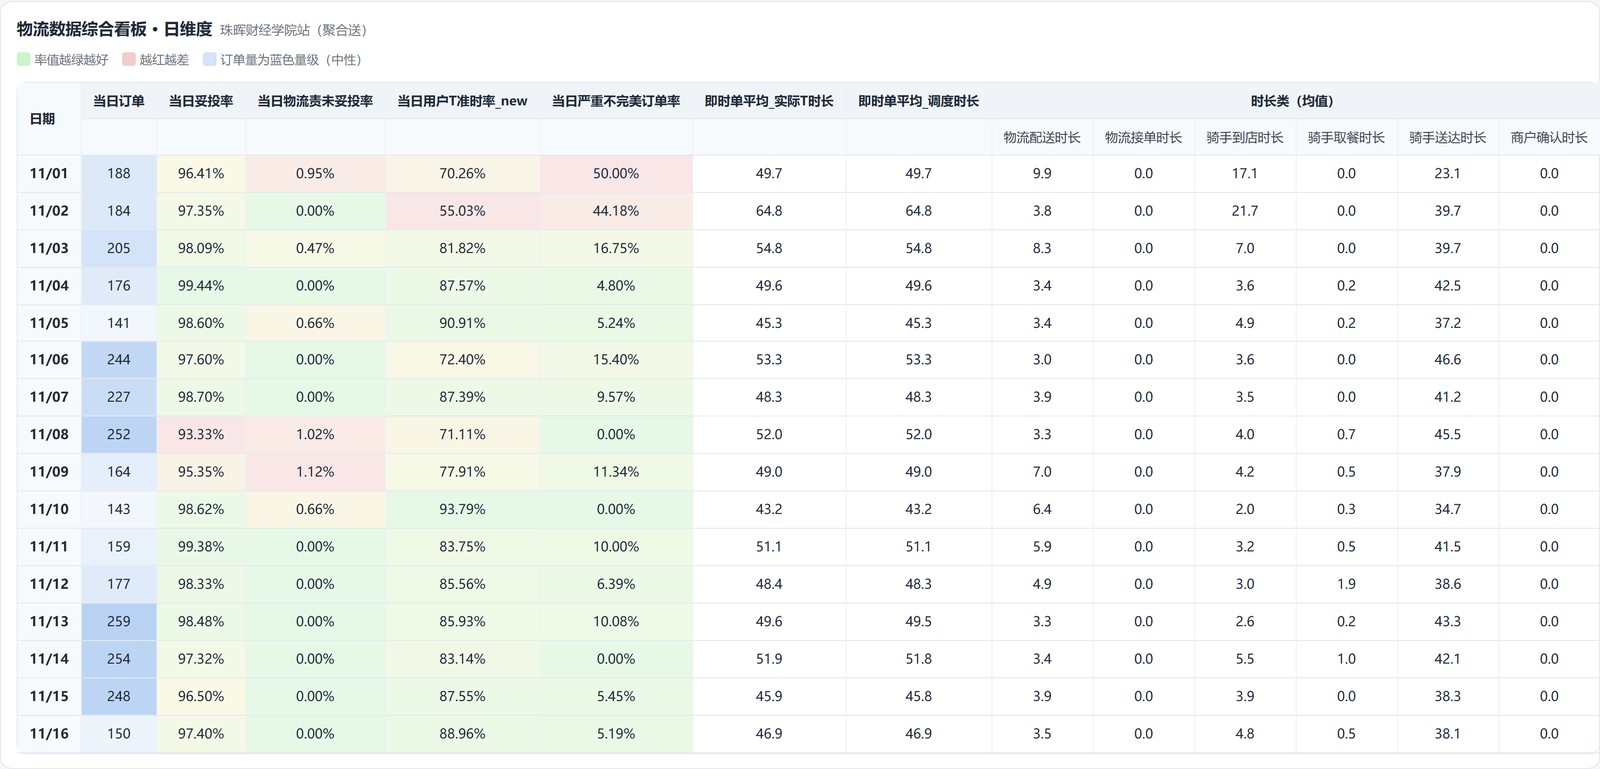 物流数据综合看板 • 日维度 珠晖财经学院站（聚合送）
率值越绿越好 越红越差 订单量为蓝色量级（中性）
日期 当日订单 当日妥投率 当日物流责未妥投率 当日用户T准时率_new 当日严重不完美订单率 即时单平均_实际T时长 即时单平均_调度时长 时长类（均值）
物流配送时长 物流接单时长 骑手到店时长 骑手取餐时长 骑手送达时长 商户确认时长
11/01 188 96.41% 0.95% 70.26% 50.00% 49.7 49.7 9.9 0.0 17.1 0.0 23.1 0.0
11/02 184 97.35% 0.00% 55.03% 44.18% 64.8 64.8 3.8 0.0 21.7 0.0 39.7 0.0
11/03 205 98.09% 0.47% 81.82% 16.75% 54.8 54.8 8.3 0.0 7.0 0.0 39.7 0.0
11/04 176 99.44% 0.00% 87.57% 4.80% 49.6 49.6 3.4 0.0 3.6 0.2 42.5 0.0
11/05 141 98.60% 0.66% 90.91% 5.24% 45.3 45.3 3.4 0.0 4.9 0.2 37.2 0.0
11/06 244 97.60% 0.00% 72.40% 15.40% 53.3 53.3 3.0 0.0 3.6 0.0 46.6 0.0
11/07 227 98.70% 0.00% 87.39% 9.57% 48.3 48.3 3.9 0.0 3.5 0.0 41.2 0.0
11/08 252 93.33% 1.02% 71.11% 0.00% 52.0 52.0 3.3 0.0 4.0 0.7 45.5 0.0
11/09 164 95.35% 1.12% 77.91% 11.34% 49.0 49.0 7.0 0.0 4.2 0.5 37.9 0.0
11/10 143 98.62% 0.66% 93.79% 0.00% 43.2 43.2 6.4 0.0 2.0 0.3 34.7 0.0
11/11 159 99.38% 0.00% 83.75% 10.00% 51.1 51.1 5.9 0.0 3.2 0.5 41.5 0.0
11/12 177 98.33% 0.00% 85.56% 6.39% 48.4 48.3 4.9 0.0 3.0 1.9 38.6 0.0
11/13 259 98.48% 0.00% 85.93% 10.08% 49.6 49.5 3.3 0.0 2.6 0.2 43.3 0.0
11/14 254 97.32% 0.00% 83.14% 0.00% 51.9 51.8 3.4 0.0 5.5 1.0 42.1 0.0
11/15 248 96.50% 0.00% 87.55% 5.45% 45.9 45.8 3.9 0.0 3.9 0.0 38.3 0.0
11/16 150 97.40% 0.00% 88.96% 5.19% 46.9 46.9 3.5 0.0 4.8 0.5 38.1 0.0